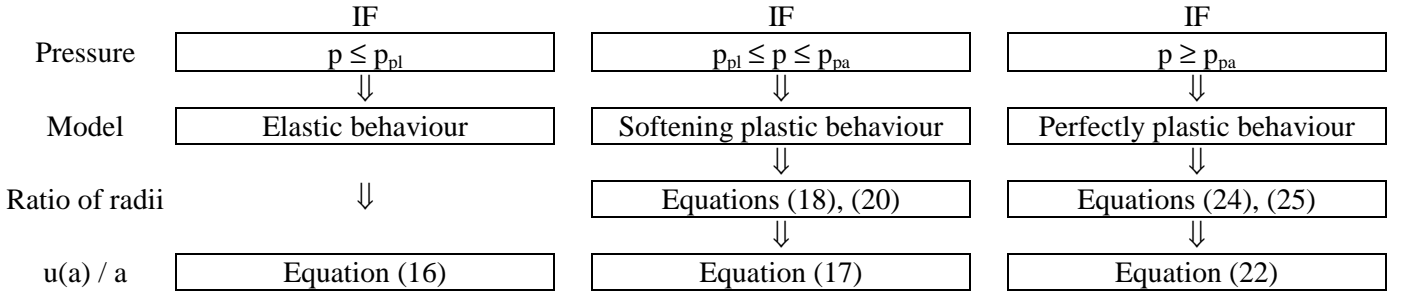 IF IF IF
Pressure p ≤ p_pl p_pl ≤ p ≤ p_pa p ≥ p_pa
⇓ ⇓ ⇓
Model Elastic behaviour Softening plastic behaviour Perfectly plastic behaviour
⇓ ⇓
Ratio of radii ⇓ Equations (18), (20) Equations (24), (25)
⇓ ⇓
u(a) / a Equation (16) Equation (17) Equation (22)